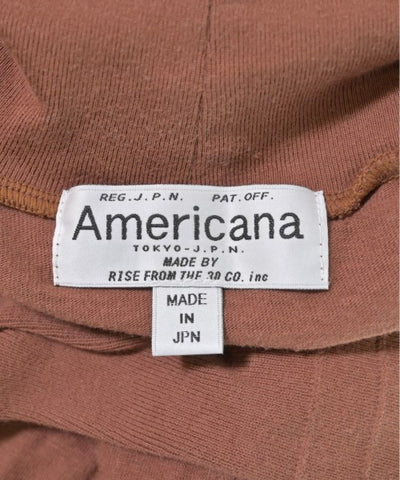 REG.J.P.N. PAT.OFF.
Americana
TOKYO-J.P.N.
MADE BY
RISE FROM THE 30 CO. inc
MADE
IN
JPN